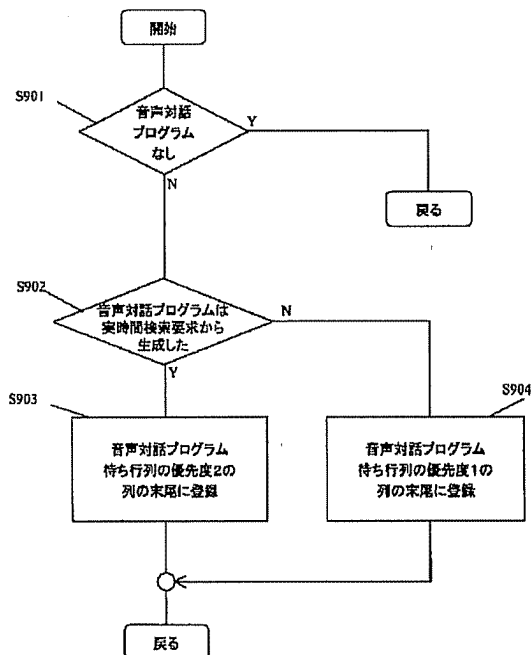 開始
S901
音声対話
プログラム
なし
Y
N
戻る
S902
音声対話プログラムは
実時間検索要求から
生成した
N
Y
S903
音声対話プログラム
待ち行列の優先度2の
列の末尾に登録
S904
音声対話プログラム
待ち行列の優先度1の
列の末尾に登録
戻る